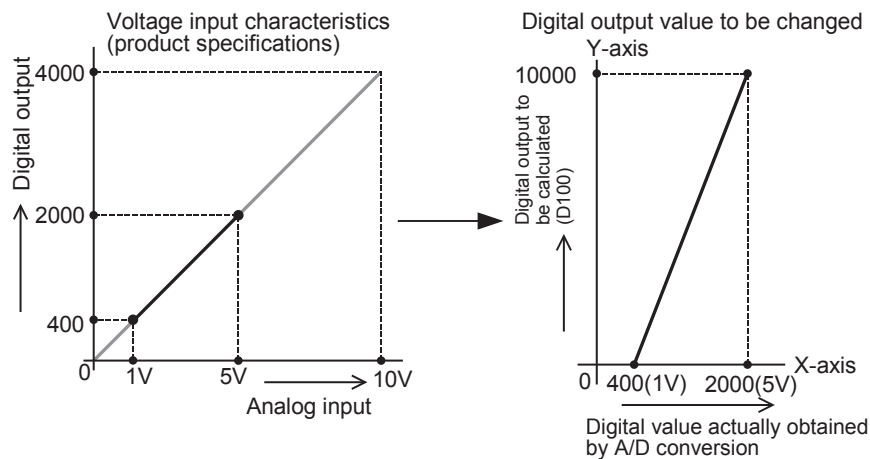 Voltage input characteristics
(product specifications)
4000
2000
400
0
1V
5V
10V
Digital output
Analog input
Digital output value to be changed
Y-axis
10000
Digital output to
be calculated
(D100)
0
400(1V)
2000(5V)
X-axis
Digital value actually obtained
by A/D conversion